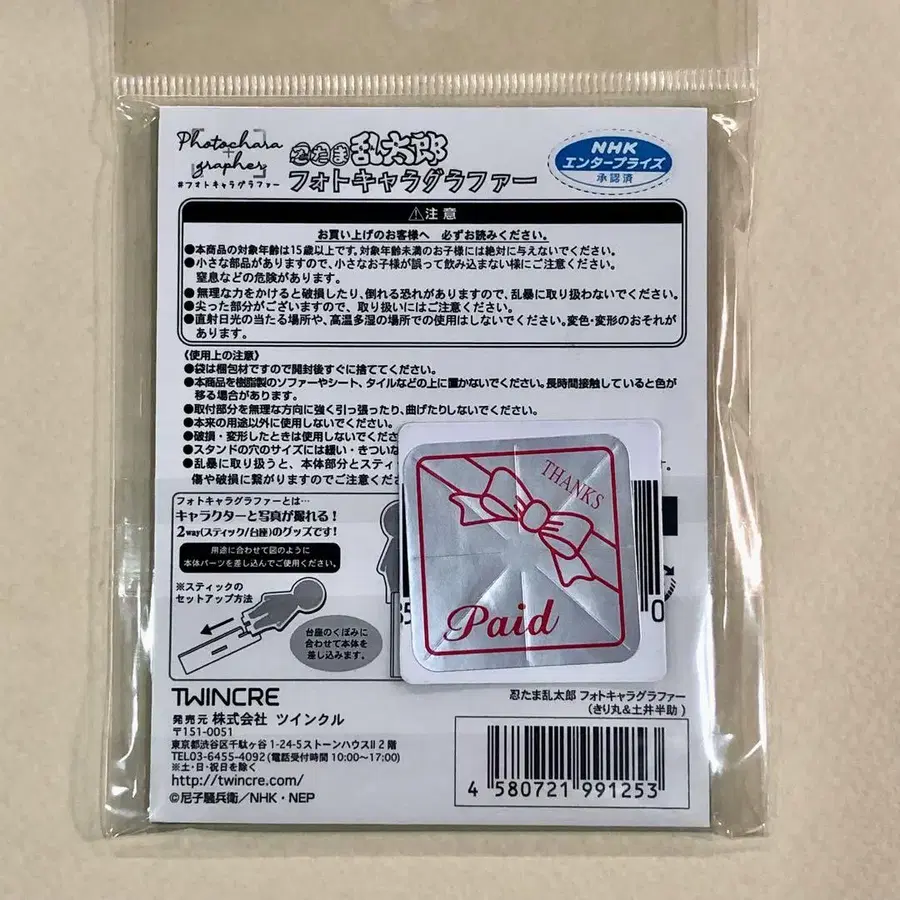 Photochara
+
grapher
#フォトキャラグラファー
忍たま乱太郎
フォトキャラグラファー
NHK
エンタープライズ
承認済
⚠注意
お買い上げのお客様へ 必ずお読みください。
●本商品の対象年齢は15歳以上です。対象年齢未満のお子様には絶対に与えないでください。
●小さな部品がありますので、小さなお子様が誤って飲み込まない様にご注意ください。
窒息などの危険があります。
●無理な力をかけると破損したり、倒れる恐れがありますので、乱暴に取り扱わないでください。
●尖った部分がございますので、取り扱いにはご注意ください。
●直射日光の当たる場所や、高温多湿の場所での使用はしないでください。変色・変形のおそれが
あります。
《使用上の注意》
●袋は梱包材ですので開封後すぐに捨ててください。
●本商品を樹脂製のソファーやシート、タイルなどの上に置かないでください。長時間接触していると色が
移る場合があります。
●取付部分を無理な方向に強く引っ張ったり、曲げたりしないでください。
●本来の用途以外に使用しないでください。
●破損・変形したときは使用しないでくださ
●スタンドの穴のサイズには緩い・きつい
●乱暴に取り扱うと、本体部分とスティ
傷や破損に繋がりますのでご注意くださ
THANKS
Paid
フォトキャラグラファーとは…
キャラクターと写真が撮れる!
2way(スティック/台座)のグッズです!
用途に合わせて図のように
本体パーツを差し込んでご使用ください。
※スティックの
セットアップ方法
台座のくぼみに
合わせて本体を
差し込みます。
0
TWINCRE
発売元 株式会社 ツインクル
〒151-0051
東京都渋谷区千駄ヶ谷1-24-5ストーンハウスⅡ2階
TEL03-6455-4092(電話受付時間 10:00〜17:00)
※土・日・祝日を除く
http://twincre.com/
©尼子騒兵衛／NHK・NEP
忍たま乱太郎 フォトキャラグラファー
(きり丸&土井半助)
4 580721 991253